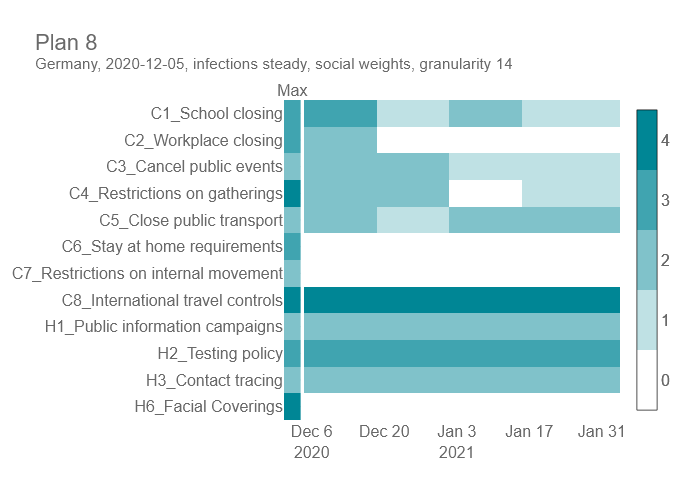 Plan 8
Germany, 2020-12-05, infections steady, social weights, granularity 14
Max
C1_School closing
C2_Workplace closing
C3_Cancel public events
C4_Restrictions on gatherings
C5_Close public transport
C6_Stay at home requirements
C7_Restrictions on internal movement
C8_International travel controls
H1_Public information campaigns
H2_Testing policy
H3_Contact tracing
H6_Facial Coverings
Dec 6 Dec 20 Jan 3 Jan 17 Jan 31
2020 2021
4
3
2
1
0